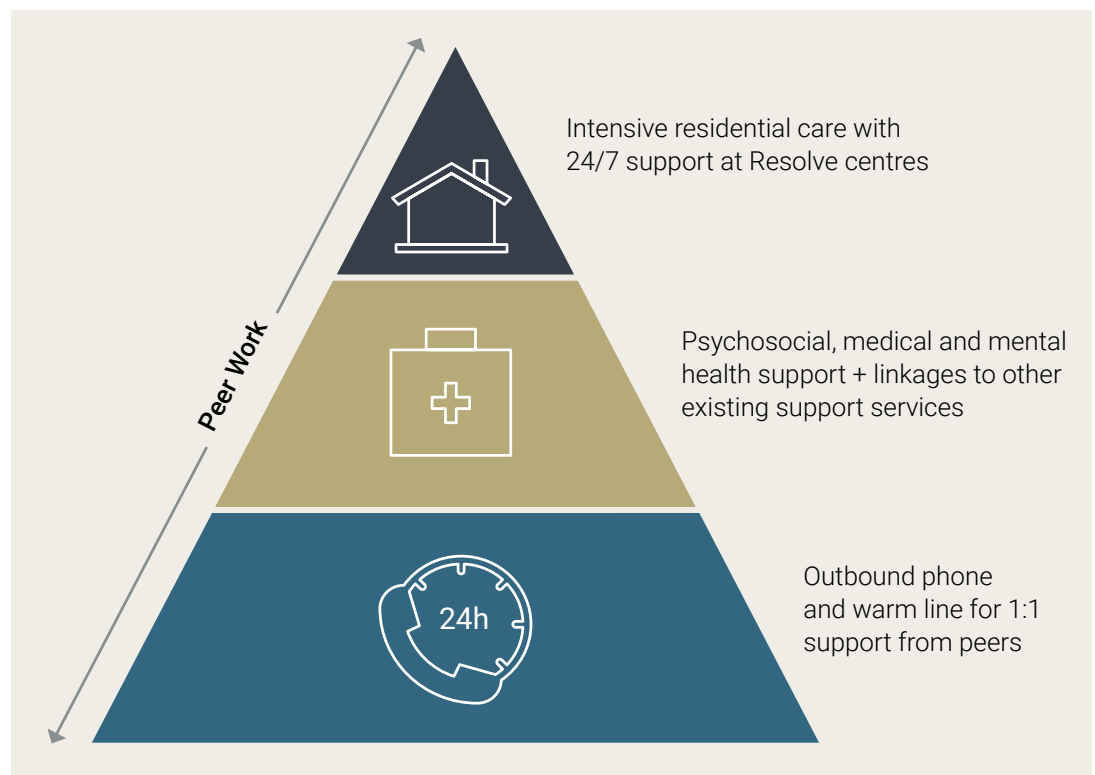 Intensive residential care with
24/7 support at Resolve centres
Peer Work
Psychosocial, medical and mental
health support + linkages to other
existing support services
24h
Outbound phone
and warm line for 1:1
support from peers